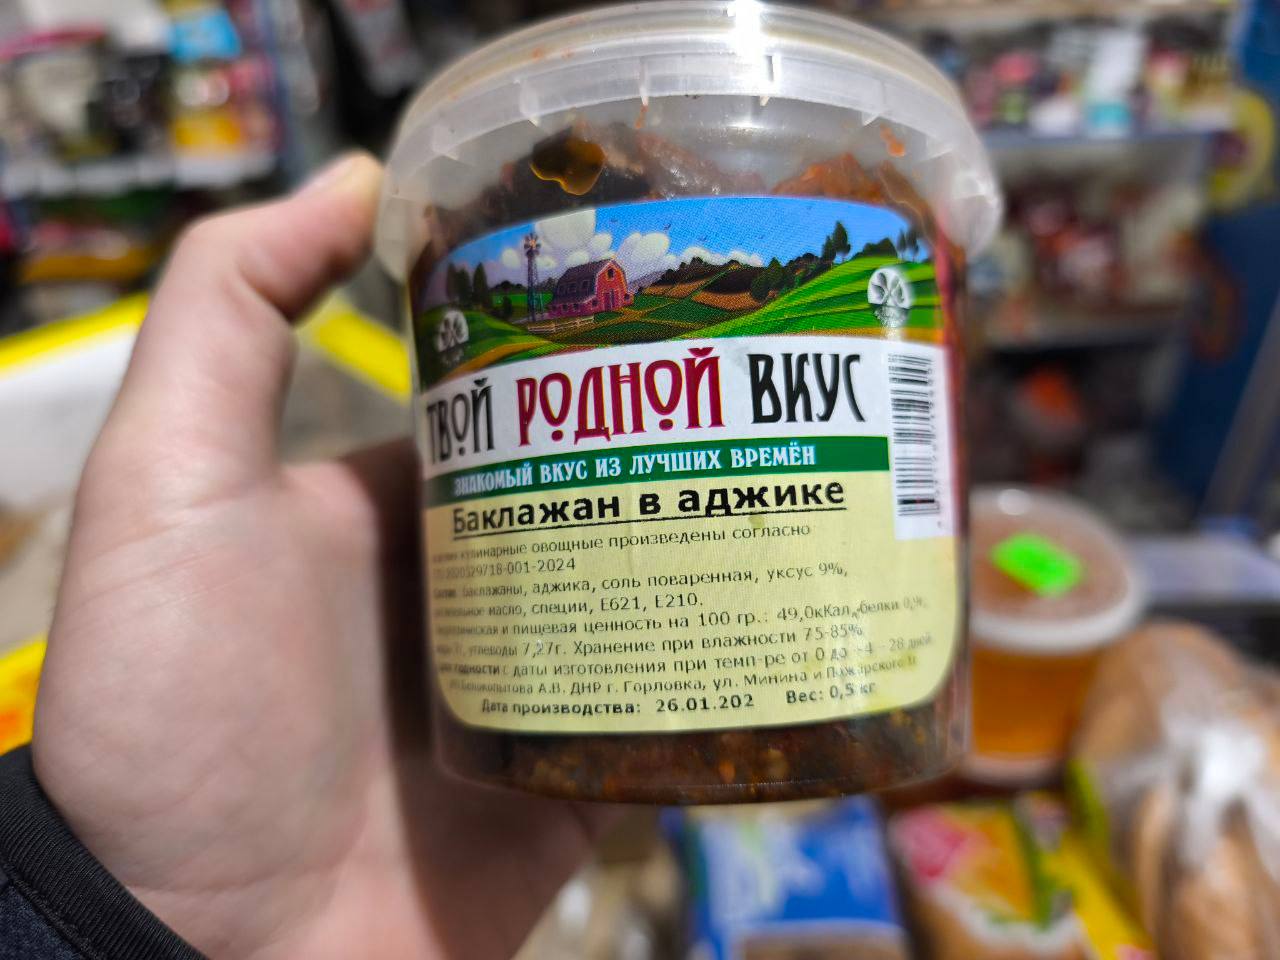 ТВОЙ РОДНОЙ ВКУС
ЗНАКОМЫЙ ВКУС ИЗ ЛУЧШИХ ВРЕМЁН
Баклажан в аджике
кулинарные овощные произведены согласно
-001-2024
баклажаны, аджика, соль поваренная, уксус 9%,
масло, специи, Е621, Е210.
и пищевая ценность на 100 гр.: 49,0кКал, белки
углеводы 7,27г. Хранение при влажности 75-85%
годности с даты изготовления при темп-ре от 0 до +4 - 28 дней
А.В. ДНР г. Горловка, ул. Минина и Пожарского
Дата производства: 26.01.202 Вес: 0,5 кг